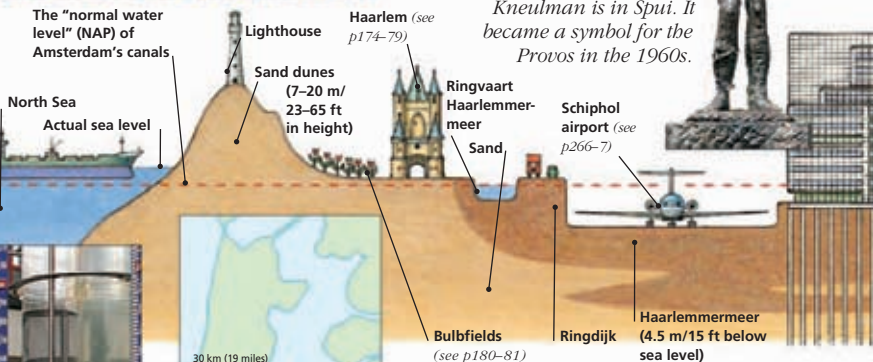 Kneulman is in Spui. It
became a symbol for the
Provos in the 1960s.
The “normal water
level” (NAP) of
Amsterdam’s canals
Lighthouse
Haarlem (see
p174–79)
Sand dunes
(7–20 m/
23–65 ft
in height)
North Sea
Actual sea level
Ringvaart
Haarlemmer-
meer
Sand
Schiphol
airport (see
p266–7)
30 km (19 miles)
Bulbfields
(see p180–81)
Ringdijk
Haarlemmermeer
(4.5 m/15 ft below
sea level)